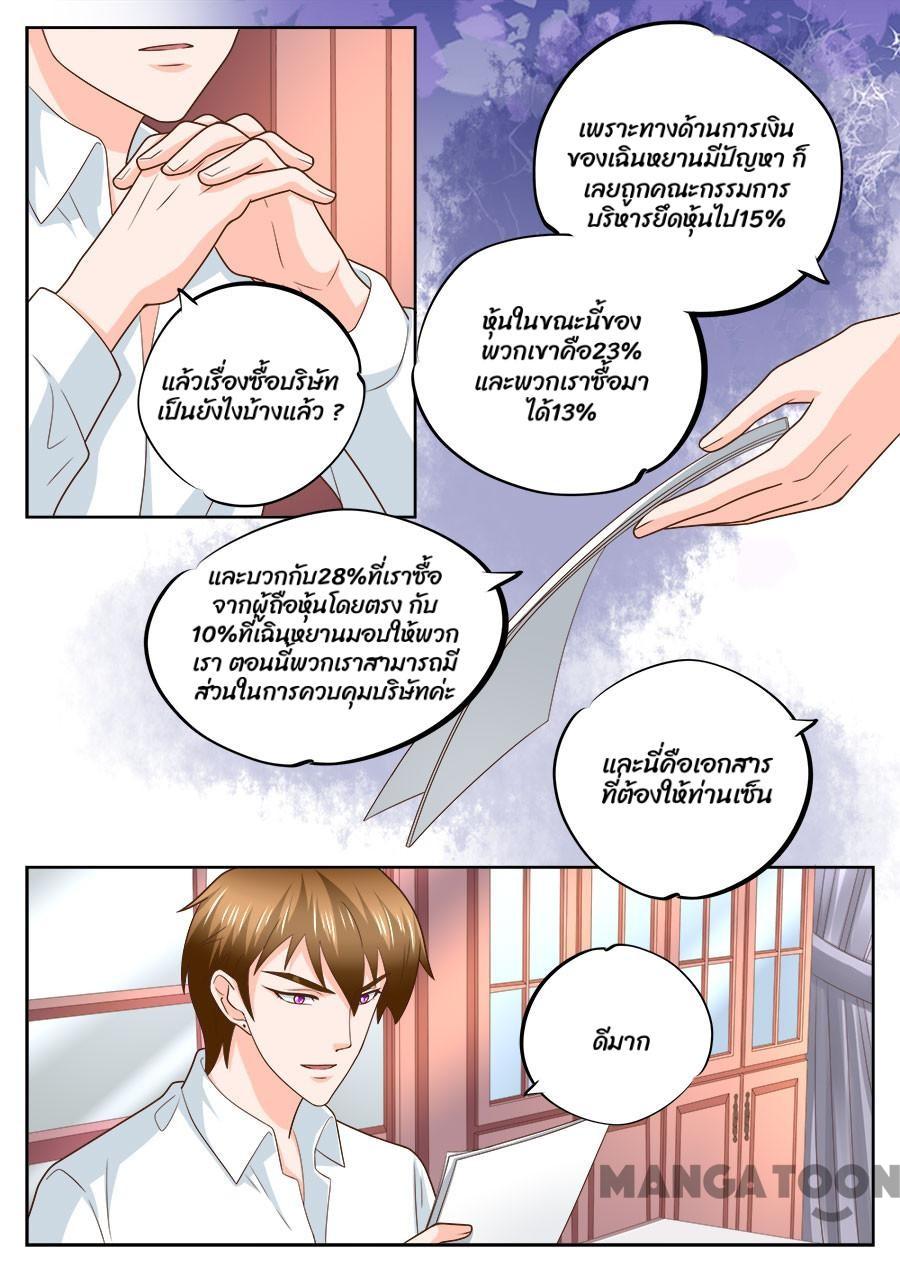 แล้วเรื่องซื้อบริษัท
เป็นยังไงบ้างแล้ว ?
เพราะทางด้านการเงิน
ของเฉินหยานมีปัญหา ก็
เลยถูกคณะกรรมการ
บริหารยึดหุ้นไป15%
หุ้นในขณะนี้ของ
พวกเขาคือ23%
และพวกเราซื้อมา
ได้13%
และบวกกับ28%ที่เราซื้อ
จากผู้ถือหุ้นโดยตรง กับ
10%ที่เฉินหยานมอบให้พวก
เรา ตอนนี้พวกเราสามารถมี
ส่วนในการควบคุมบริษัทค่ะ
และนี่คือเอกสาร
ที่ต้องให้ท่านเซ็น
ดีมาก
MANGATOON